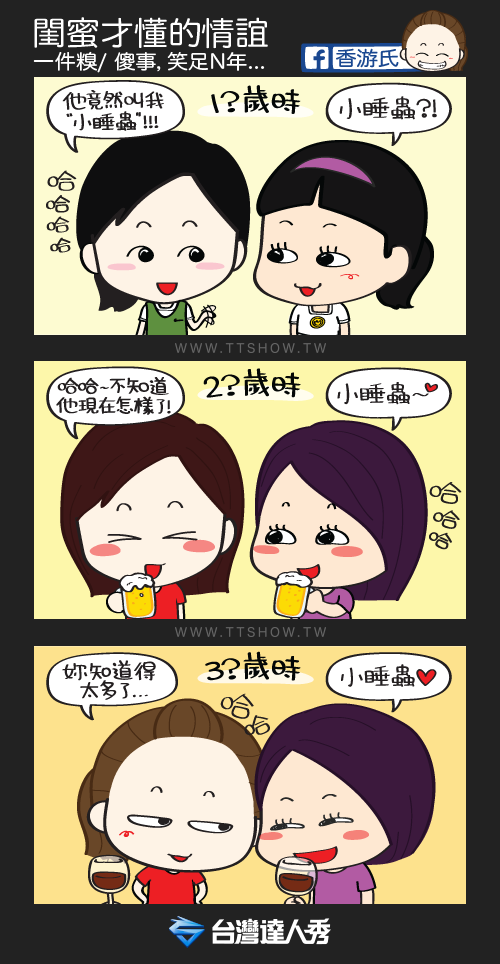 閨蜜才懂的情誼
一件糗/ 傻事, 笑足N年...
f 香游氏
他竟然叫我
"小睡蟲"!!!
1?歲時
小睡蟲?!
哈
哈
哈
哈
WWW.TTSHOW.TW
哈哈~不知道
他現在怎樣了!
2?歲時
小睡蟲~
哈
哈
哈
WWW.TTSHOW.TW
妳知道得
太多了...
3?歲時
小睡蟲
哈
哈
台灣達人秀